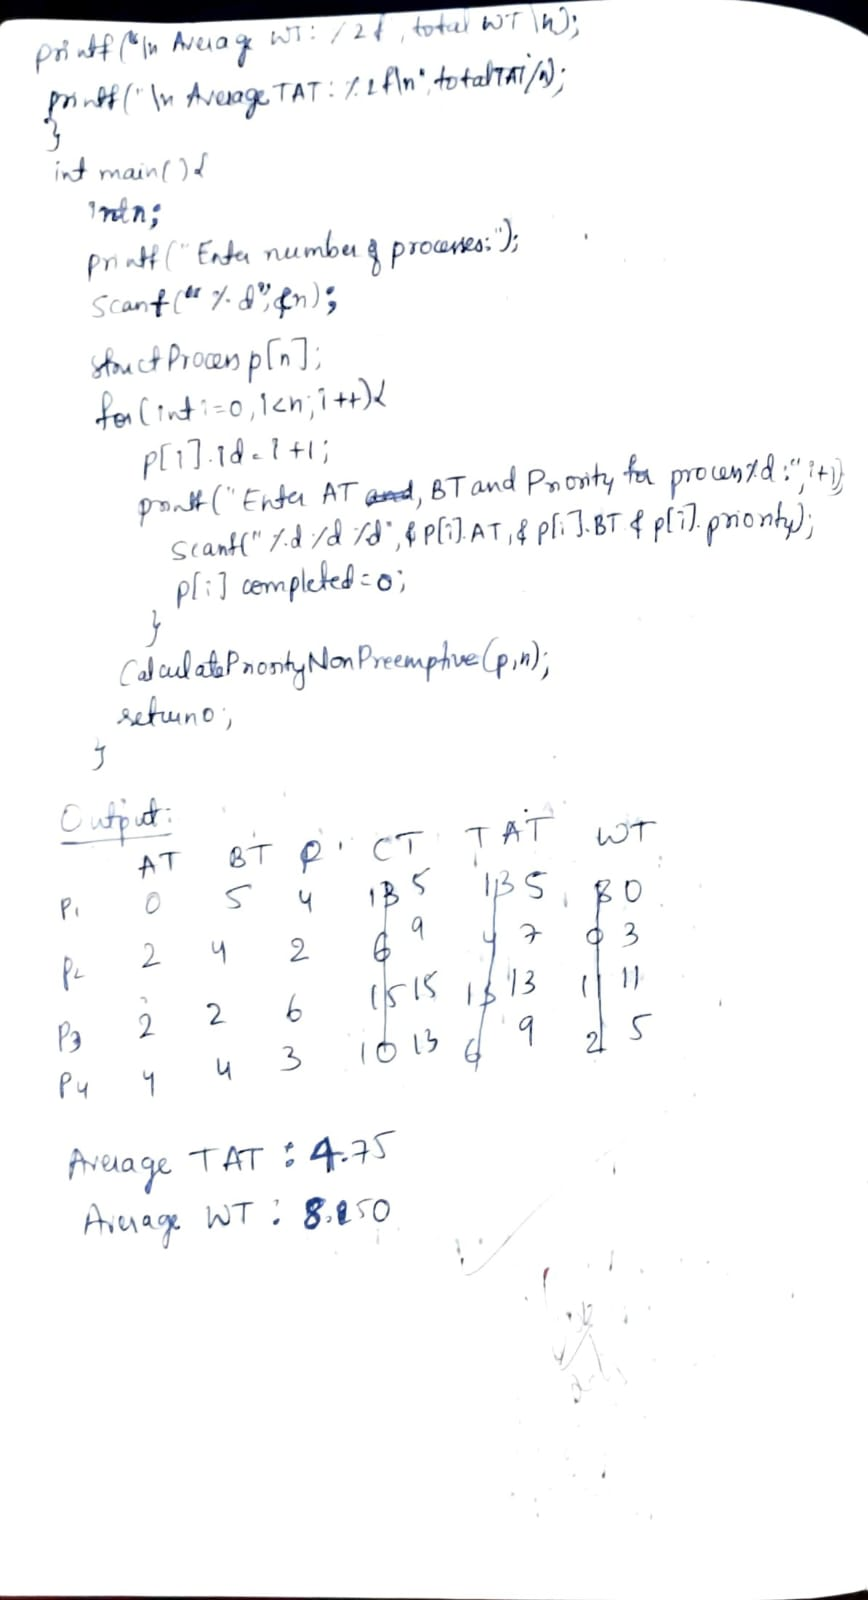 printf("\n Average WT: %2f, total WT \n);
printf("\n Average TAT: %.2f\n", totalTAT/n);
}
int main(){
int n;
printf("Enter number of processes:");
scanf("%d", &n);
struct Process p[n];
for(int i=0, i<n; i++){
p[i].id = i+1;
printf("Enter AT and, BT and Priority for process %d:", i+1);
scanf("%d %d %d", & p[i].AT, & p[i].BT & p[i].priority);
p[i] completed = 0;
}
CalculatePriorityNonPreemptive(p,n);
return 0;
}
Output:
AT BT P CT TAT WT
P1 0 5 4 13 5 13 5 8 0
P2 2 4 2 6 9 4 7 0 3
P3 2 2 6 15 15 13 13 11 11
P4 4 4 3 10 13 6 9 2 5
Average TAT : 4.75
Average WT : 8.250